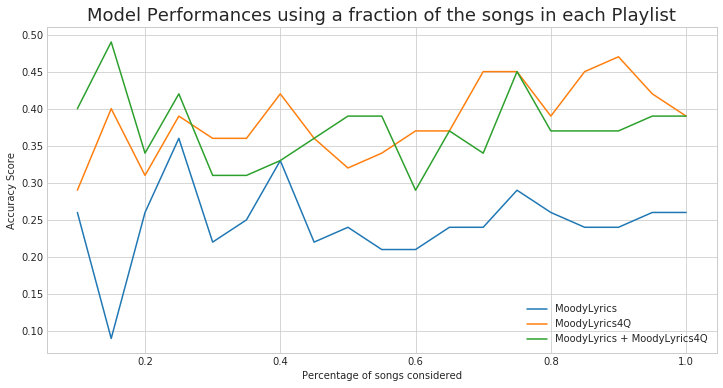 Model Performances using a fraction of the songs in each Playlist
0.50
0.45
0.40
0.35
0.30
0.25
0.20
0.15
0.10
Accuracy Score
0.2
0.4
0.6
0.8
1.0
Percentage of songs considered
MoodyLyrics
MoodyLyrics4Q
MoodyLyrics + MoodyLyrics4Q